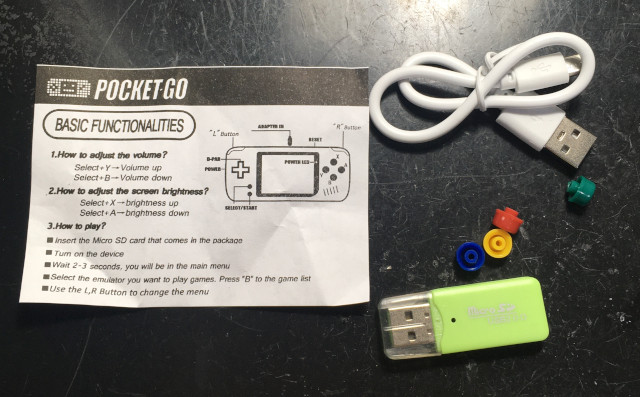 POCKET GO
BASIC FUNCTIONALITIES
1.How to adjust the volume?
Select+Y→Volume up
Select+B→Volume down
2.How to adjust the screen brightness?
Select+X→brightness up
Select+A→brightness down
3.How to play?
■Insert the Micro SD card that comes in the package
■Turn on the device
■Wait 2-3 seconds, you will be in the main menu
■Select the emulator you want to play games. Press "B" to the game list
■Use the L,R Button to change the menu
"L" Button
ADAPTER IN
RESET
"R" Button
D-PAD
POWER
POWER LED
X
Y
A
B
SELECT/START
Micro SD